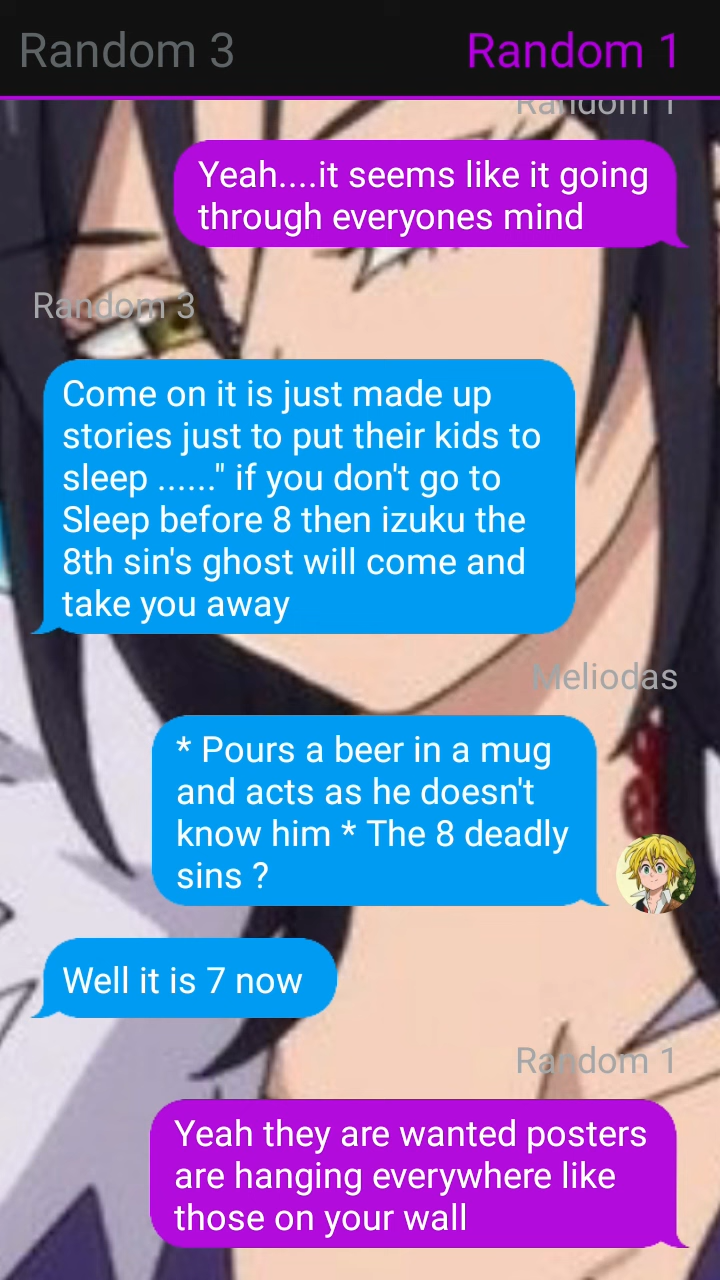 Random 3
Random 1
Random 1
Yeah....it seems like it going
through everyones mind
Random 3
Come on it is just made up
stories just to put their kids to
sleep ......" if you don't go to
Sleep before 8 then izuku the
8th sin's ghost will come and
take you away
Meliodas
* Pours a beer in a mug
and acts as he doesn't
know him * The 8 deadly
sins ?
Well it is 7 now
Random 1
Yeah they are wanted posters
are hanging everywhere like
those on your wall